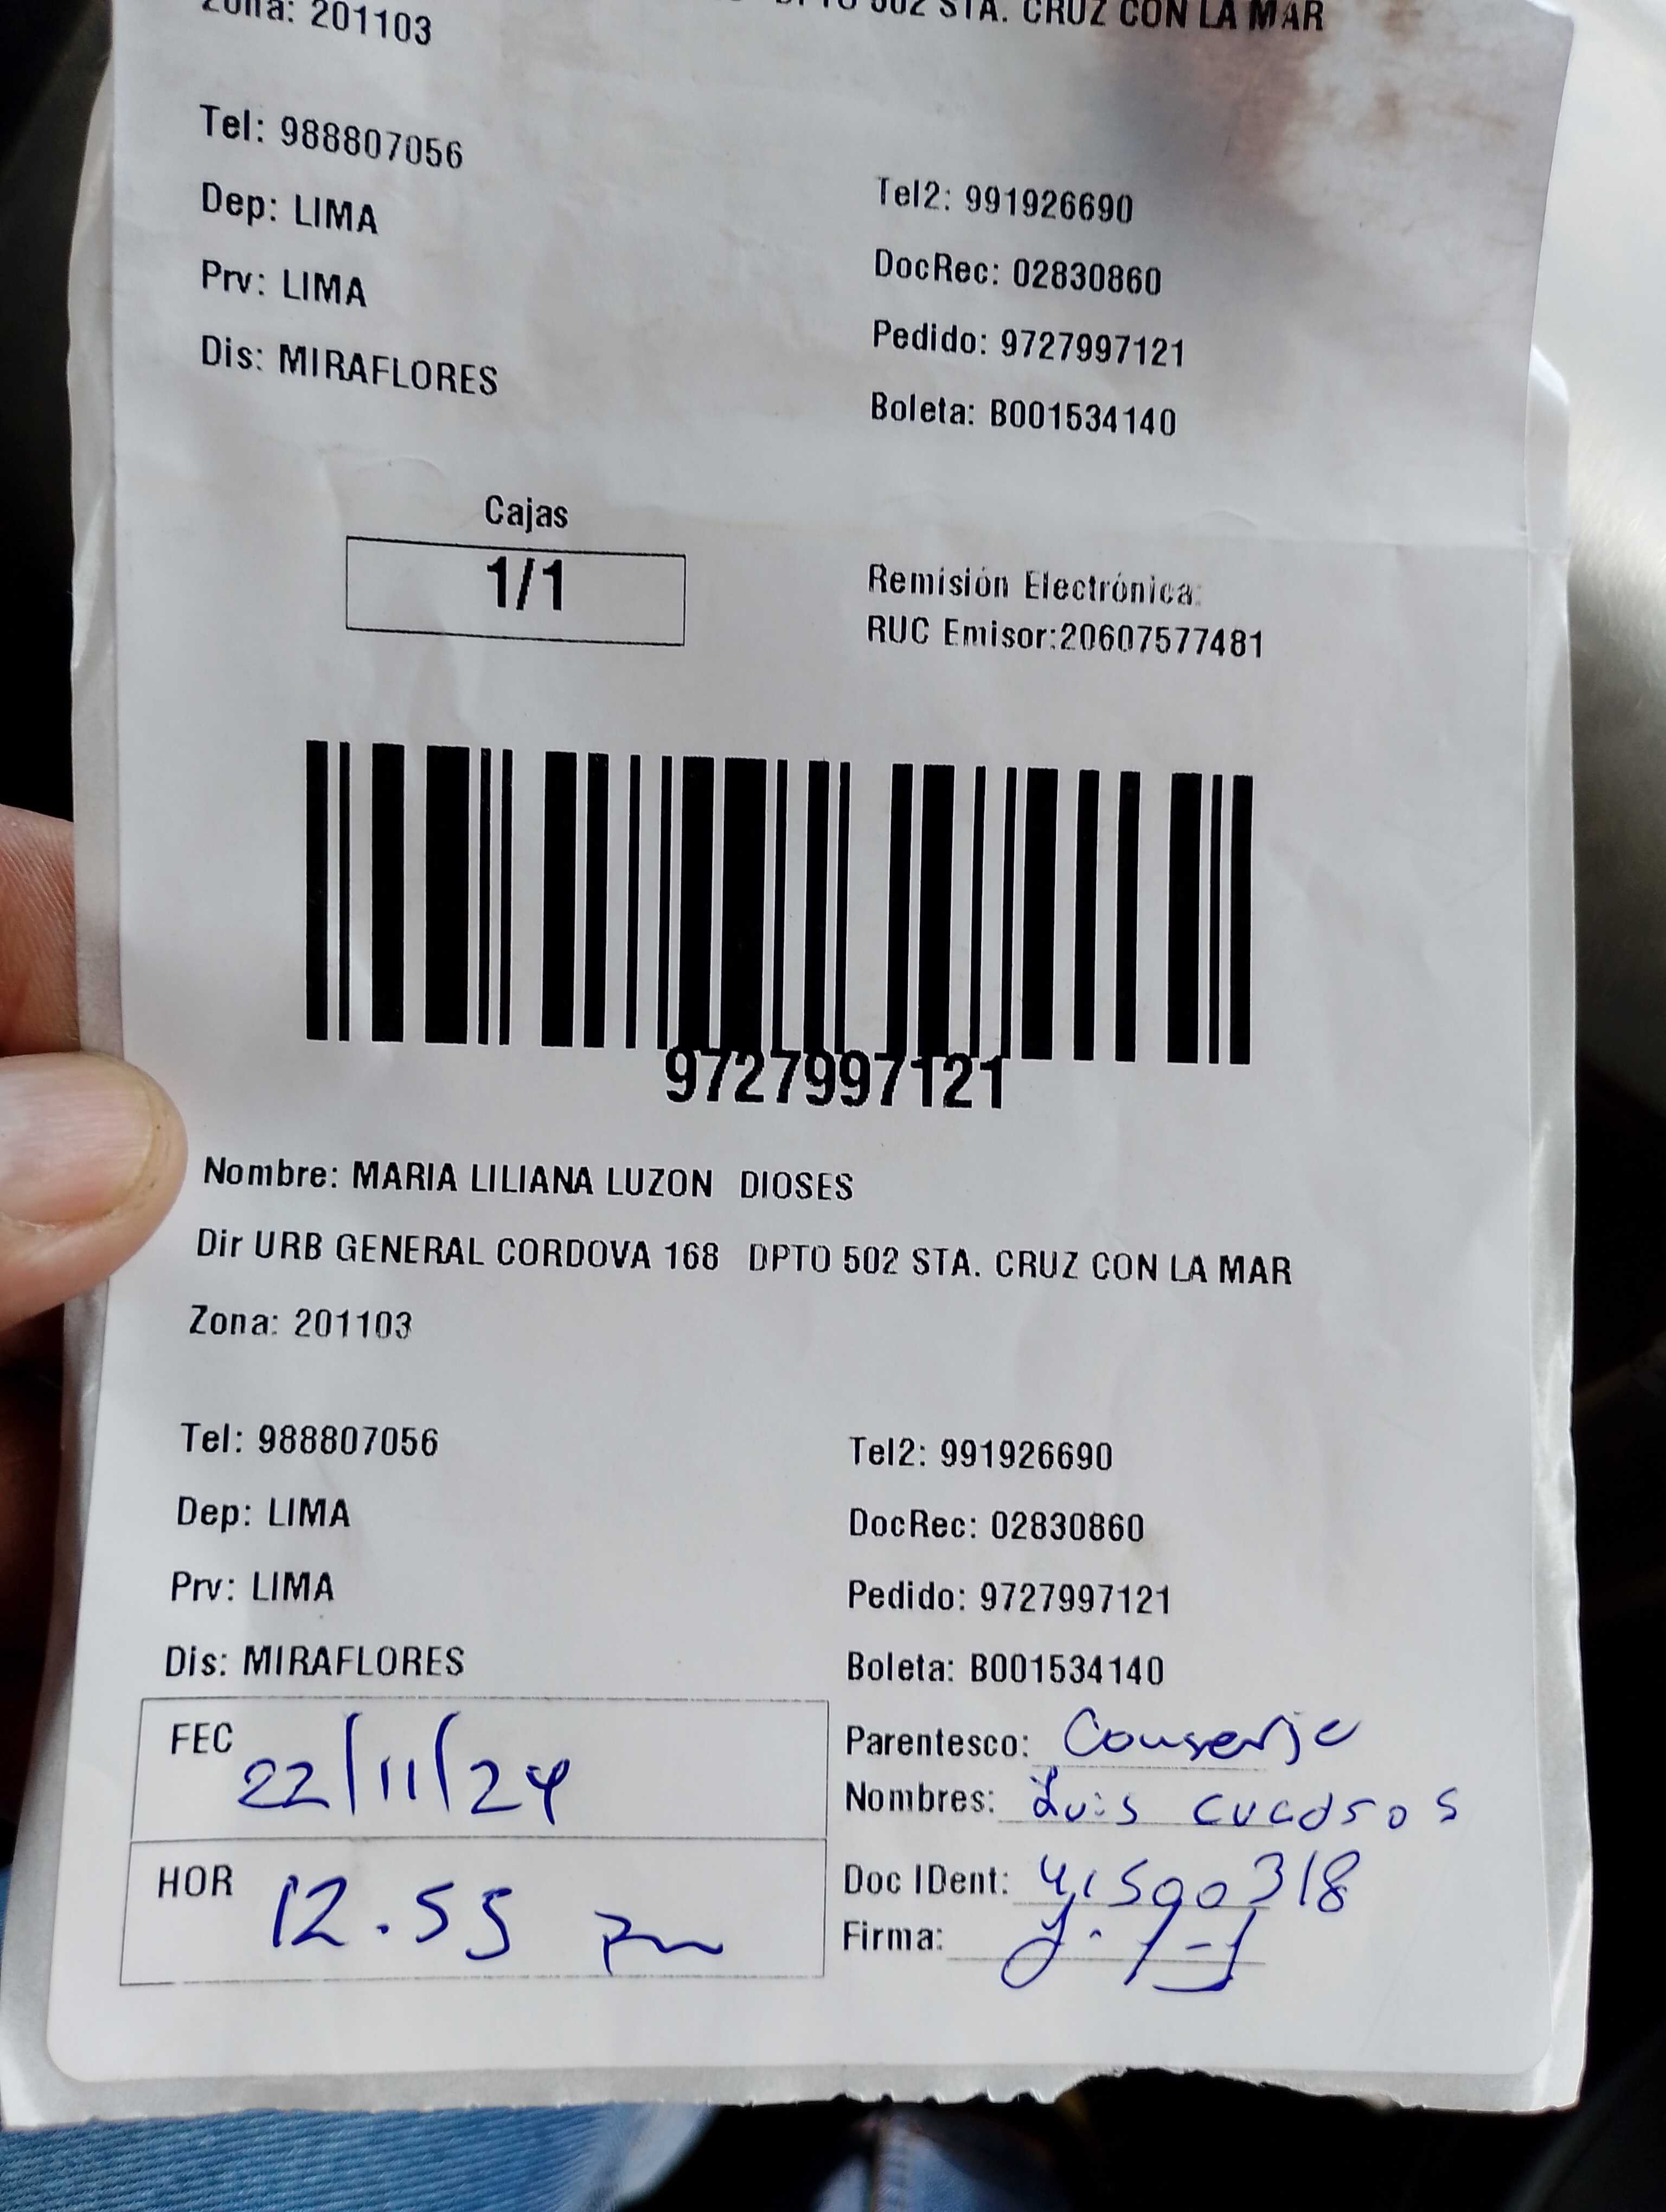 Zona: 201103
502 STA. CRUZ CON LA MAR
Tel: 988807056
Tel2: 991926690
Dep: LIMA
DocRec: 02830860
Prv: LIMA
Pedido: 9727997121
Dis: MIRAFLORES
Boleta: B001534140
Cajas
1/1
Remisión Electrónica:
RUC Emisor:20607577481
9727997121
Nombre: MARIA LILIANA LUZON DIOSES
Dir URB GENERAL CORDOVA 168 DPTO 502 STA. CRUZ CON LA MAR
Zona: 201103
Tel: 988807056
Tel2: 991926690
Dep: LIMA
DocRec: 02830860
Prv: LIMA
Pedido: 9727997121
Dis: MIRAFLORES
Boleta: B001534140
FEC 22/11/24
Parentesco: Conserje
Nombres: Luis Cuadros
HOR 12.55 pm
Doc IDent: 41590318
Firma: